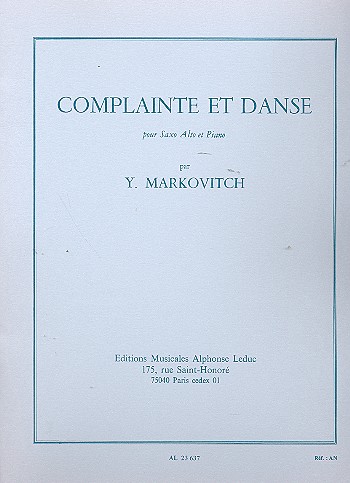 COMPLAINTE ET DANSE
pour Saxo Alto et Piano
par
Y. MARKOVITCH
Editions Musicales Alphonse Leduc
175, rue Saint-Honoré
75040 Paris cedex 01
AL 23 637
Réf. : AN